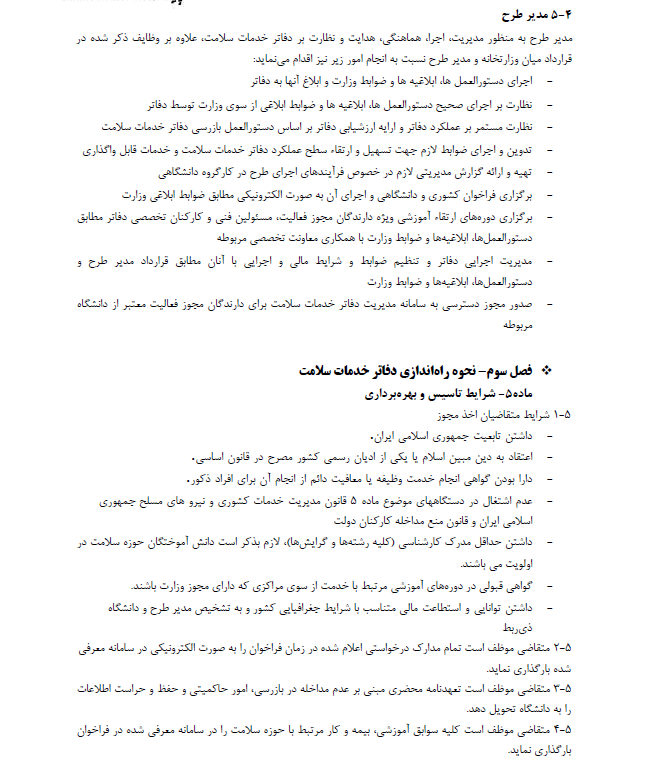 ۴-۵ مدیر طرح
مدیر طرح به منظور مدیریت، اجرا، هماهنگی، هدایت و نظارت بر دفاتر خدمات سلامت، علاوه بر وظایف ذکر شده در
قرارداد میان وزارتخانه و مدیر طرح نسبت به انجام امور زیر نیز اقدام می‌نماید:
- اجرای دستورالعمل ها، ابلاغیه ها و ضوابط وزارت و ابلاغ آنها به دفاتر
- نظارت بر اجرای صحیح دستورالعمل ها، ابلاغیه ها و ضوابط ابلاغی از سوی وزارت توسط دفاتر
- نظارت مستمر بر عملکرد دفاتر و ارایه ارزشیابی دفاتر بر اساس دستورالعمل بازرسی دفاتر خدمات سلامت
- تدوین و اجرای ضوابط لازم جهت تسهیل و ارتقاء سطح عملکرد دفاتر خدمات سلامت و خدمات قابل واگذاری
- تهیه و ارائه گزارش مدیریتی لازم در خصوص فرآیندهای اجرای طرح در کارگروه دانشگاهی
- برگزاری فراخوان کشوری و دانشگاهی و اجرای آن به صورت الکترونیکی مطابق ضوابط ابلاغی وزارت
- برگزاری دوره‌های ارتقاء آموزشی ویژه دارندگان مجوز فعالیت، مسئولین فنی و کارکنان تخصصی دفاتر مطابق
دستورالعمل‌ها، ابلاغیه‌ها و ضوابط وزارت با همکاری معاونت تخصصی مربوطه
- مدیریت اجرایی دفاتر و تنظیم ضوابط و شرایط مالی و اجرایی با آنان مطابق قرارداد مدیر طرح و
دستورالعمل‌ها، ابلاغیه‌ها و ضوابط وزارت
- صدور مجوز دسترسی به سامانه مدیریت دفاتر خدمات سلامت برای دارندگان مجوز فعالیت معتبر از دانشگاه
مربوطه
❖ فصل سوم- نحوه راه‌اندازی دفاتر خدمات سلامت
ماده۵- شرایط تاسیس و بهره‌برداری
۱-۵ شرایط متقاضیان اخذ مجوز
- داشتن تابعیت جمهوری اسلامی ایران.
- اعتقاد به دین مبین اسلام یا یکی از ادیان رسمی کشور مصرح در قانون اساسی.
- دارا بودن گواهی انجام خدمت وظیفه یا معافیت دائم از انجام آن برای افراد ذکور.
- عدم اشتغال در دستگاههای موضوع ماده ۵ قانون مدیریت خدمات کشوری و نیرو های مسلح جمهوری
اسلامی ایران و قانون منع مداخله کارکنان دولت
- داشتن حداقل مدرک کارشناسی (کلیه رشته‌ها و گرایش‌ها)، لازم بذکر است دانش آموختگان حوزه سلامت در
اولویت می باشند.
- گواهی قبولی در دوره‌های آموزشی مرتبط با خدمت از سوی مراکزی که دارای مجوز وزارت باشند.
- داشتن توانایی و استطاعت مالی متناسب با شرایط جغرافیایی کشور و به تشخیص مدیر طرح و دانشگاه
ذی‌ربط
۲-۵ متقاضی موظف است تمام مدارک درخواستی اعلام شده در زمان فراخوان را به صورت الکترونیکی در سامانه معرفی
شده بارگذاری نماید.
۳-۵ متقاضی موظف است تعهدنامه محضری مبنی بر عدم مداخله در بازرسی، امور حاکمیتی و حفظ و حراست اطلاعات
را به دانشگاه تحویل دهد.
۴-۵ متقاضی موظف است کلیه سوابق آموزشی، بیمه و کار مرتبط با حوزه سلامت را در سامانه معرفی شده در فراخوان
بارگذاری نماید.